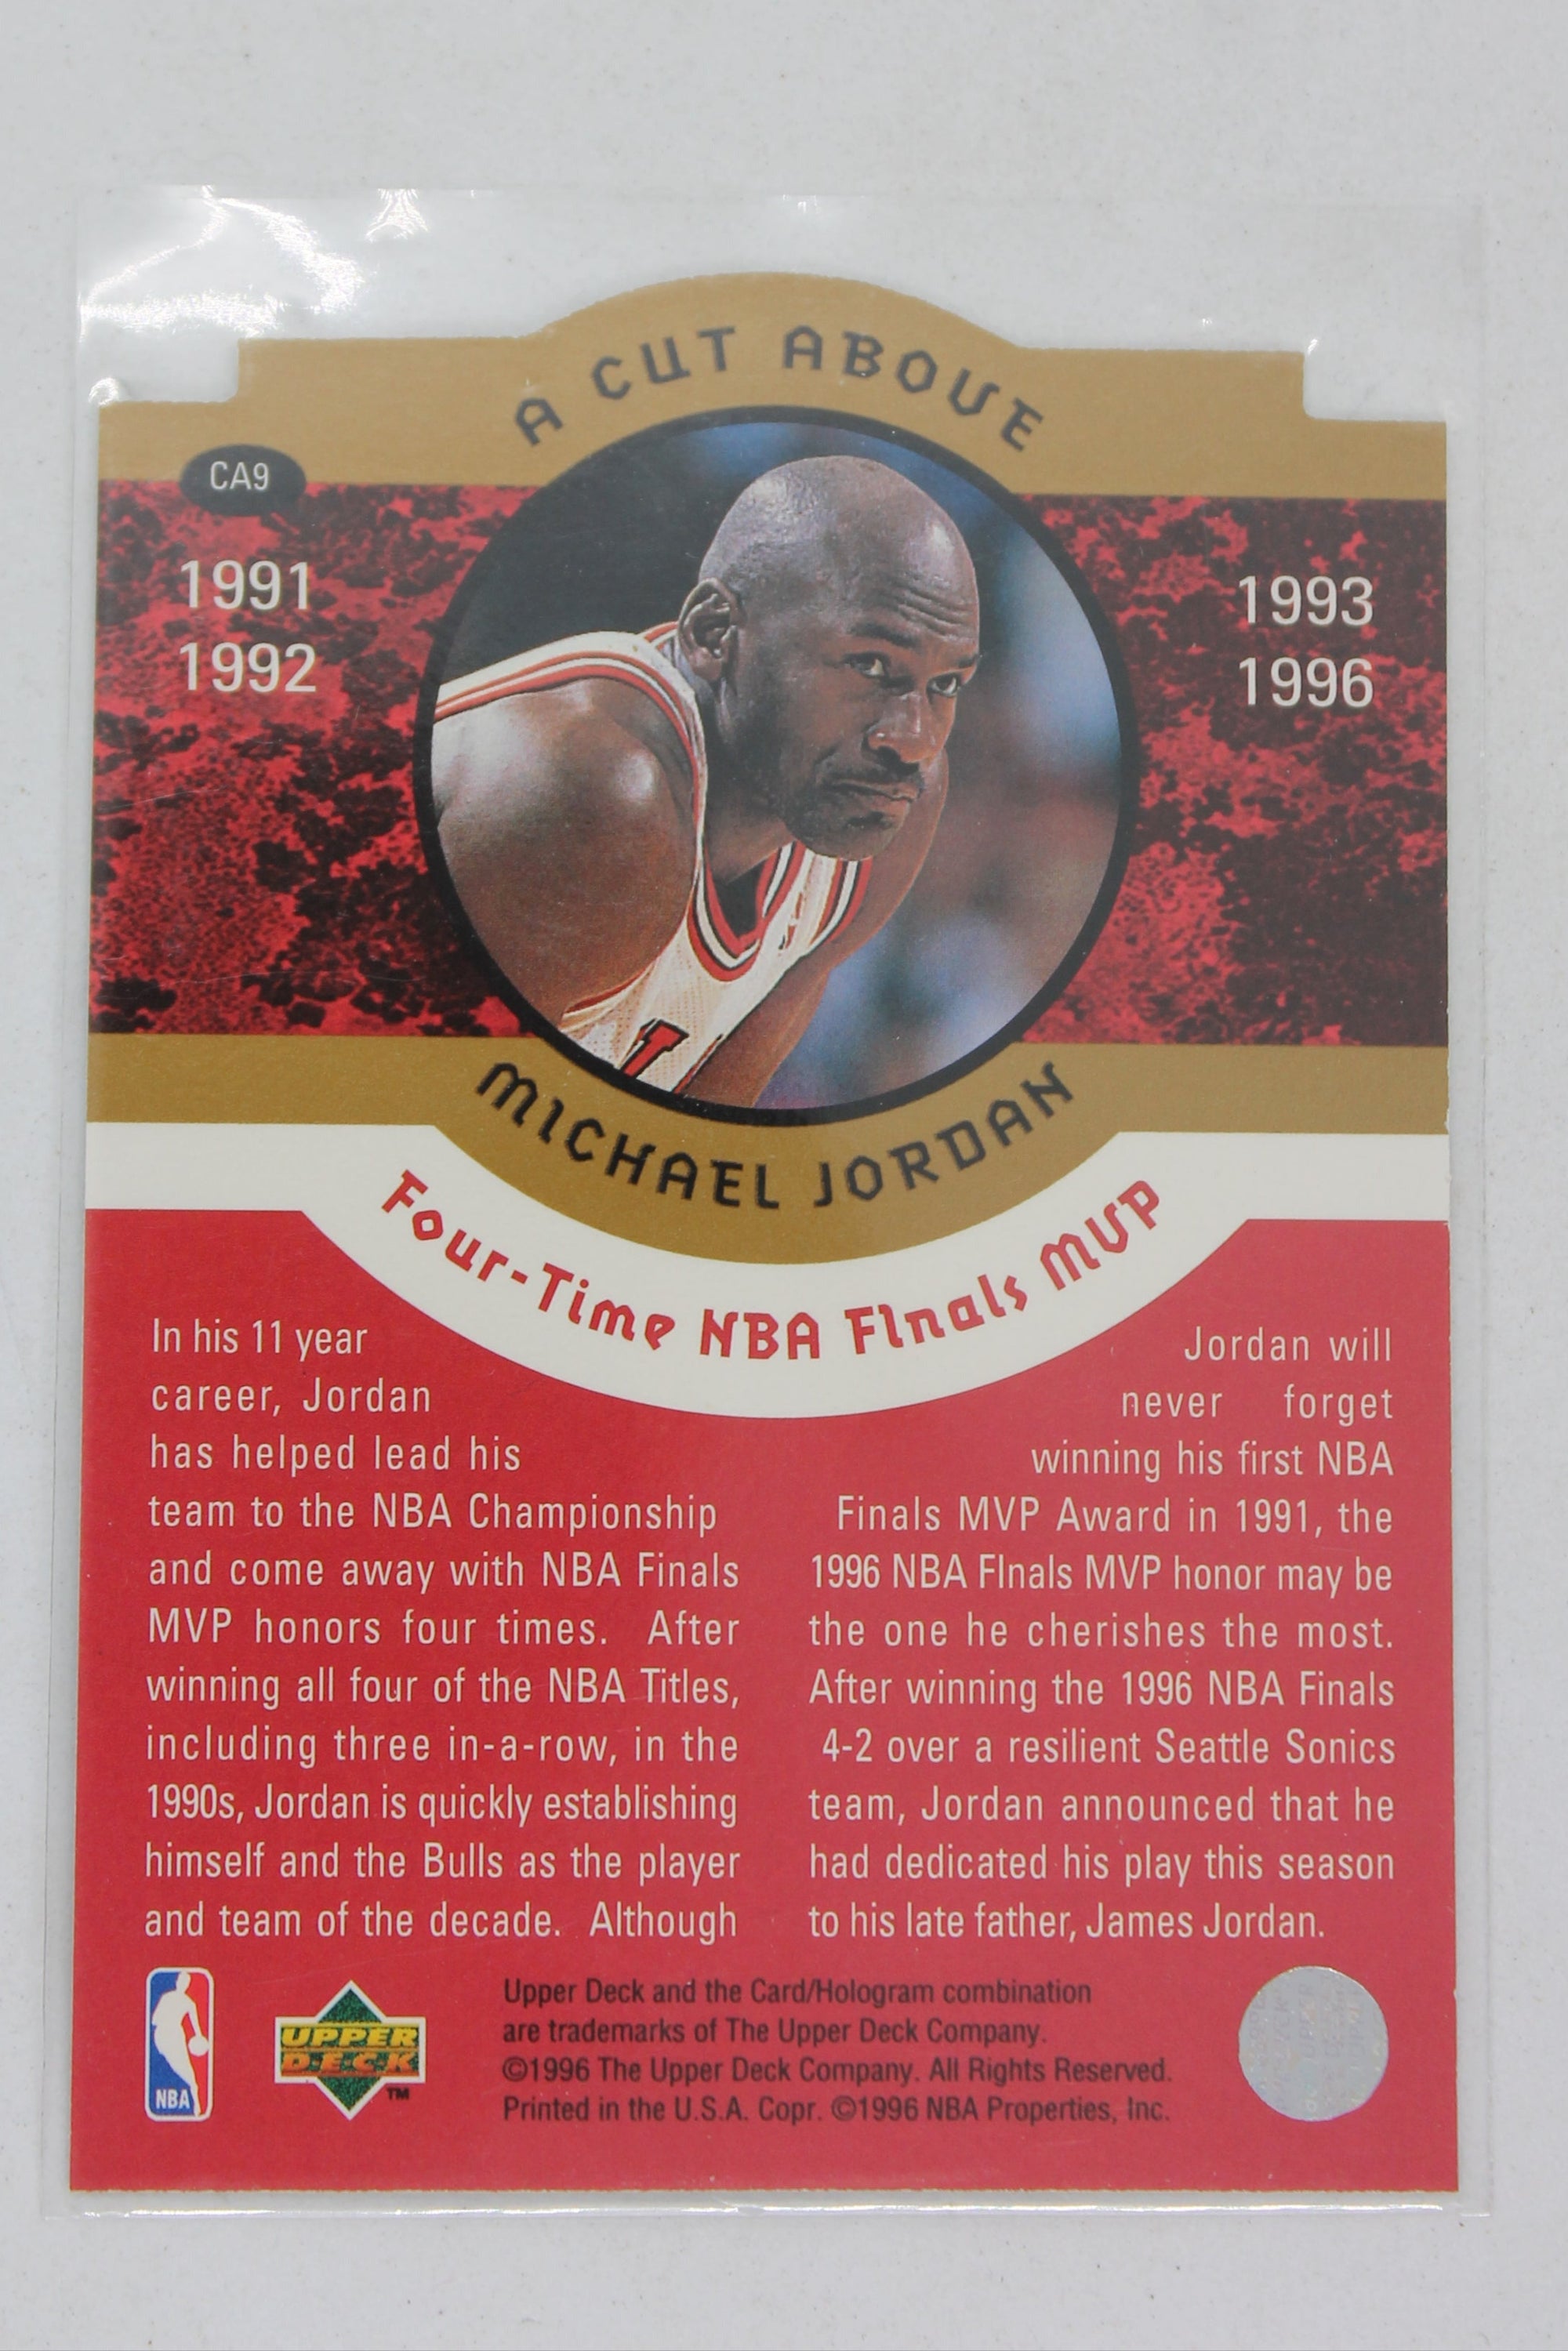 A CUT ABOVE
CA9
1991
1992
1993
1996
MICHAEL JORDAN
Four-Time NBA FInals MVP
In his 11 year
career, Jordan
has helped lead his
team to the NBA Championship
and come away with NBA Finals
MVP honors four times. After
winning all four of the NBA Titles,
including three in-a-row, in the
1990s, Jordan is quickly establishing
himself and the Bulls as the player
and team of the decade. Although
Jordan will
never forget
winning his first NBA
Finals MVP Award in 1991, the
1996 NBA FInals MVP honor may be
the one he cherishes the most.
After winning the 1996 NBA Finals
4-2 over a resilient Seattle Sonics
team, Jordan announced that he
had dedicated his play this season
to his late father, James Jordan.
NBA
UPPER
DECK
TM
Upper Deck and the Card/Hologram combination
are trademarks of The Upper Deck Company.
©1996 The Upper Deck Company. All Rights Reserved.
Printed in the U.S.A. Copr. ©1996 NBA Properties, Inc.